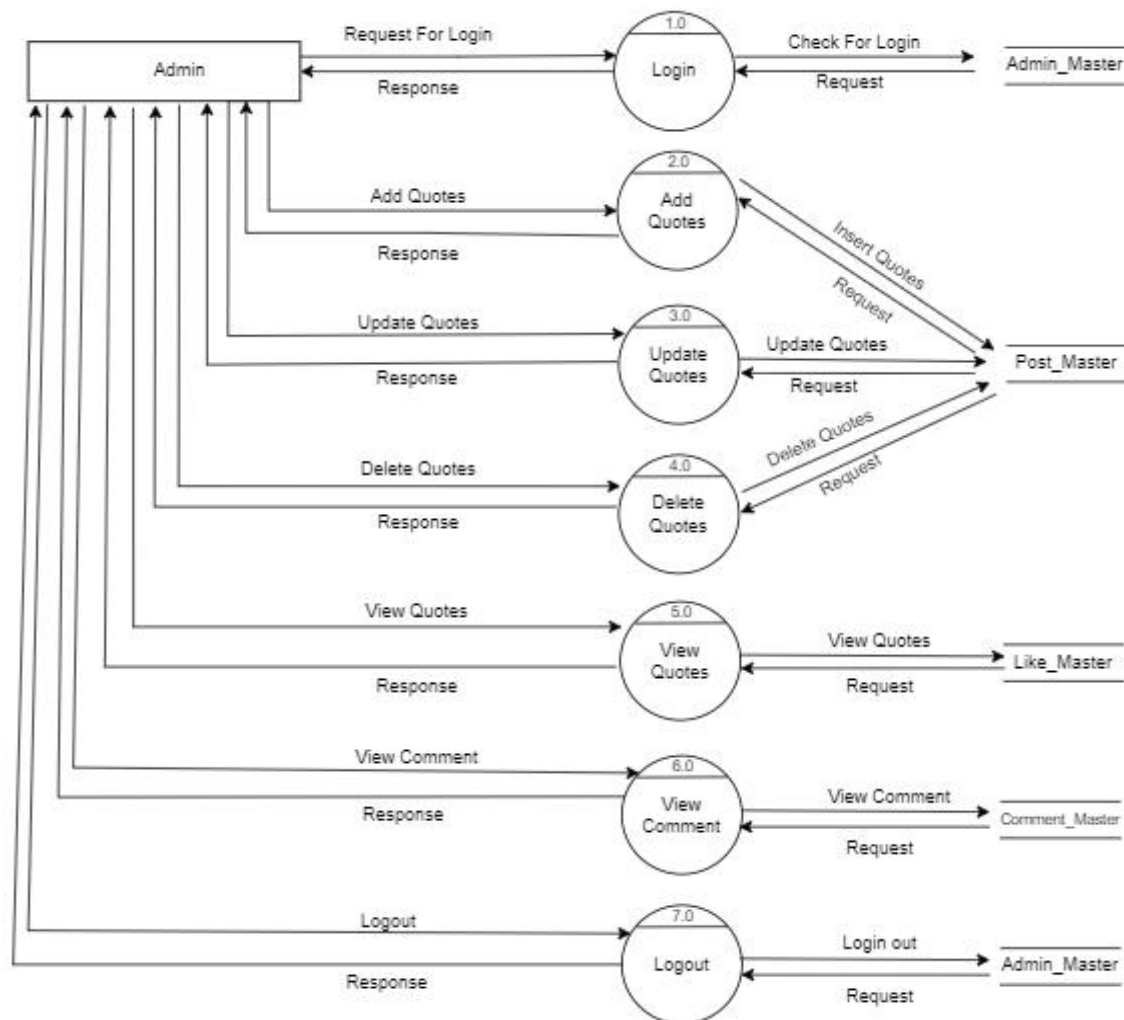 Admin
Request For Login
Response
1.0
Login
Check For Login
Request
Admin_Master
Add Quotes
Response
2.0
Add
Quotes
Insert Quotes
Request
Update Quotes
Response
3.0
Update
Quotes
Update Quotes
Request
Post_Master
Delete Quotes
Response
4.0
Delete
Quotes
Delete Quotes
Request
View Quotes
Response
5.0
View
Quotes
View Quotes
Request
Like_Master
View Comment
Response
6.0
View
Comment
View Comment
Request
Comment_Master
Logout
Response
7.0
Logout
Login out
Request
Admin_Master